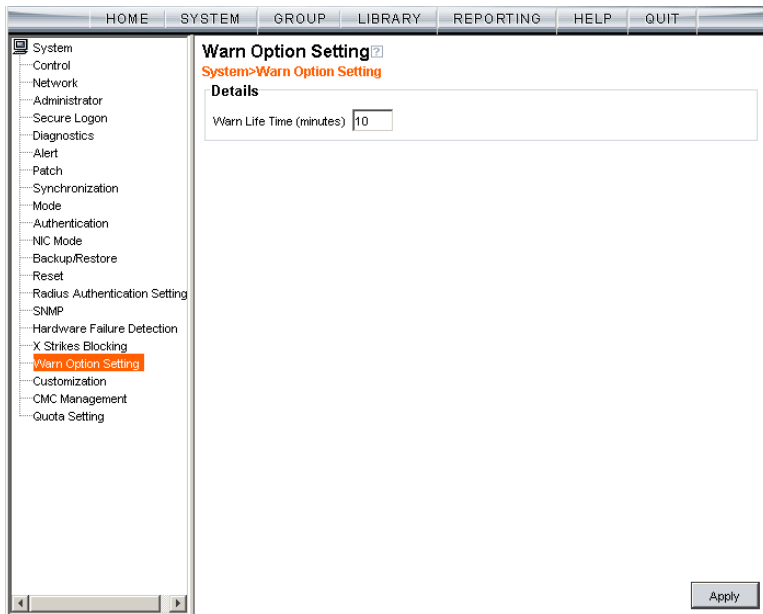 HOME SYSTEM GROUP LIBRARY REPORTING HELP QUIT
System
Control
Network
Administrator
Secure Logon
Diagnostics
Alert
Patch
Synchronization
Mode
Authentication
NIC Mode
Backup/Restore
Reset
Radius Authentication Setting
SNMP
Hardware Failure Detection
X Strikes Blocking
Warn Option Setting
Customization
CMC Management
Quota Setting
Warn Option Setting ?
System>Warn Option Setting
Details
Warn Life Time (minutes) 10
Apply